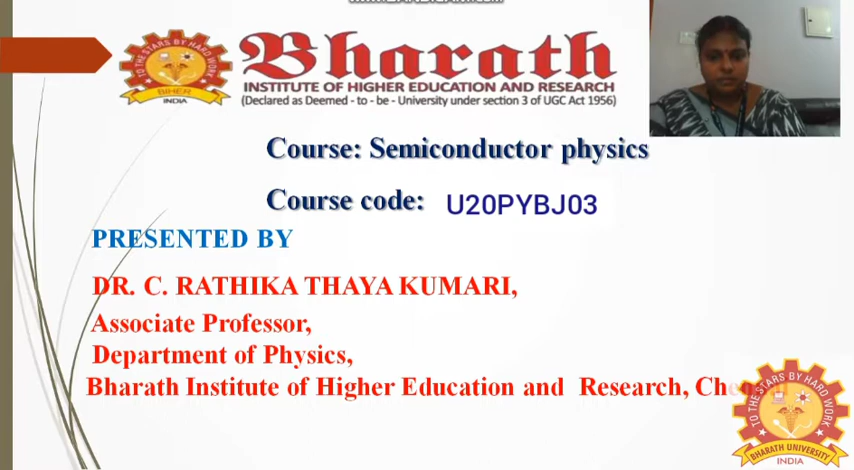 Bharath
TO THE STARS BY HARD WORK
BIHER
INDIA
INSTITUTE OF HIGHER EDUCATION AND RESEARCH
(Declared as Deemed - to - be - University under section 3 of UGC Act 1956)
Course: Semiconductor physics
Course code: U20PYBJ03
PRESENTED BY
DR. C. RATHIKA THAYA KUMARI,
Associate Professor,
Department of Physics,
Bharath Institute of Higher Education and Research,
TO THE STARS BY HARD WORK
BHARATH UNIVERSITY
INDIA